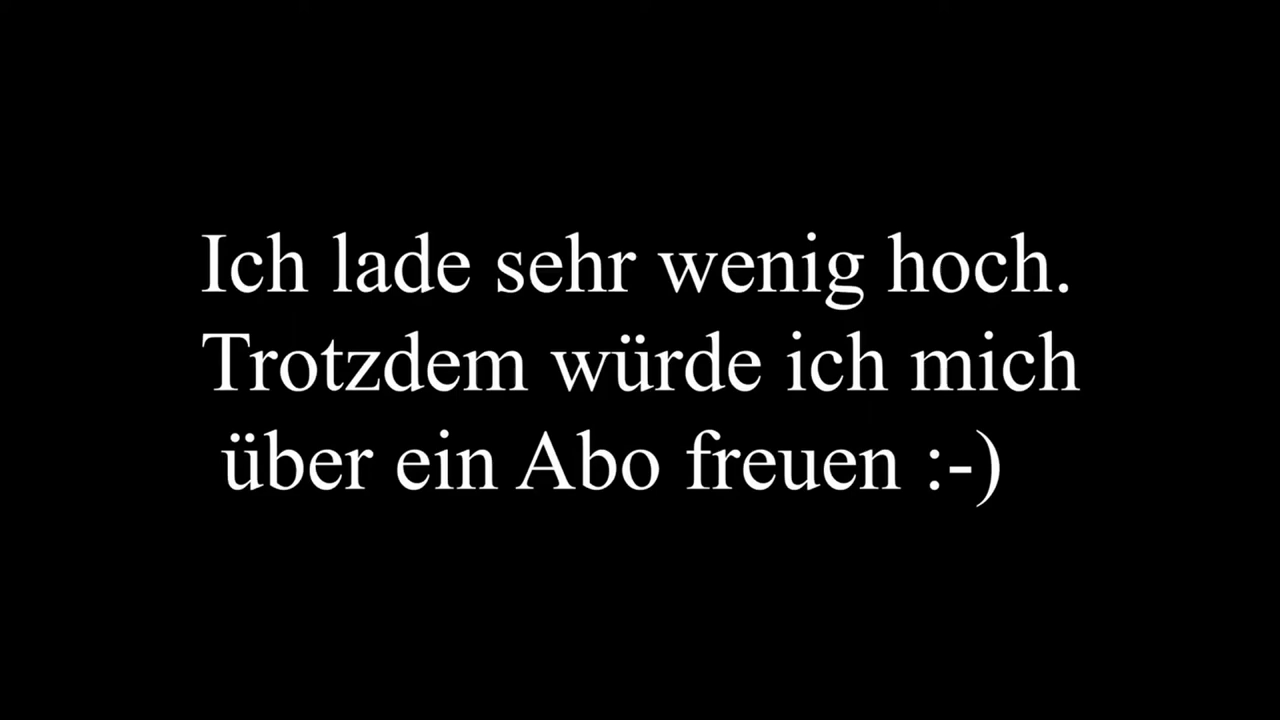 Ich lade sehr wenig hoch.
Trotzdem würde ich mich
über ein Abo freuen :-)